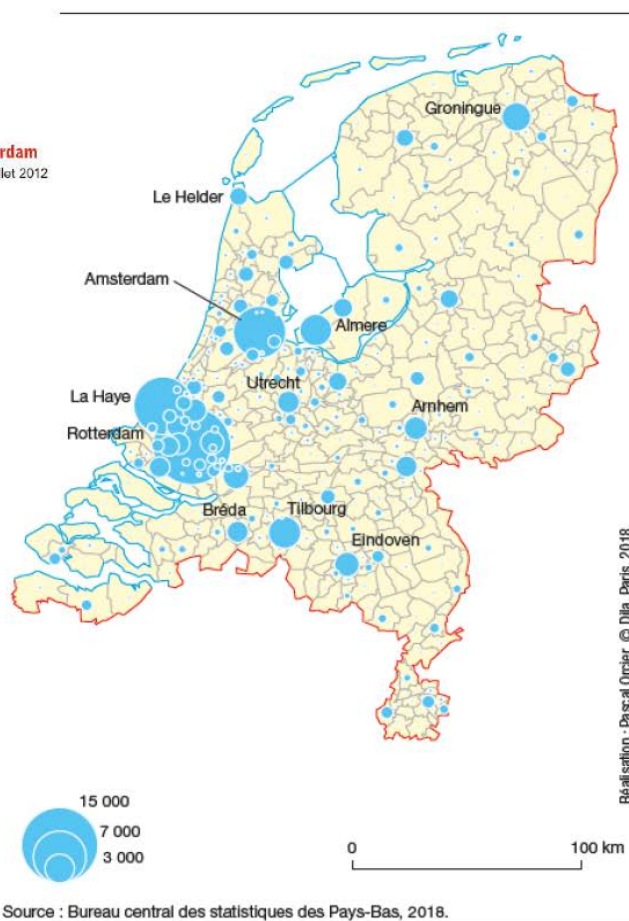 rdam
llet 2012
Groningue
Le Helder
Amsterdam
Almere
La Haye
Utrecht
Rotterdam
Arnhem
Bréda
Tilbourg
Eindoven
Réalisation : Pascal Orcier © Dila, Paris, 2018
15 000
7 000
3 000
0 100 km
Source : Bureau central des statistiques des Pays-Bas, 2018.